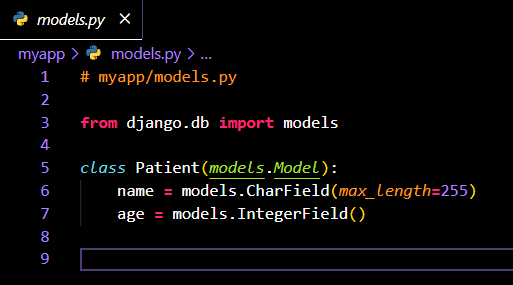 models.py ×
myapp > models.py > ...
1 # myapp/models.py
2
3 from django.db import models
4
5 class Patient(models.Model):
6     name = models.CharField(max_length=255)
7     age = models.IntegerField()
8
9